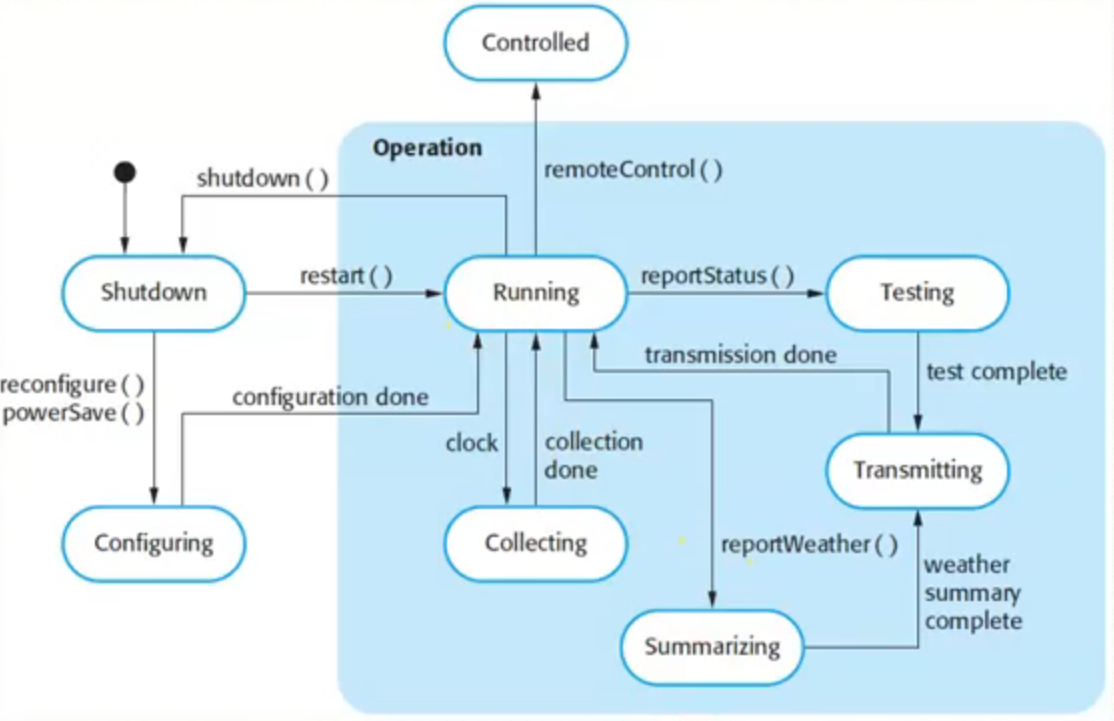 Controlled
Operation
remoteControl ( )
shutdown ( )
Shutdown
restart ( )
Running
reportStatus ( )
Testing
reconfigure ( )
powerSave ( )
configuration done
transmission done
test complete
clock
collection
done
Transmitting
Configuring
Collecting
reportWeather ( )
weather
summary
complete
Summarizing